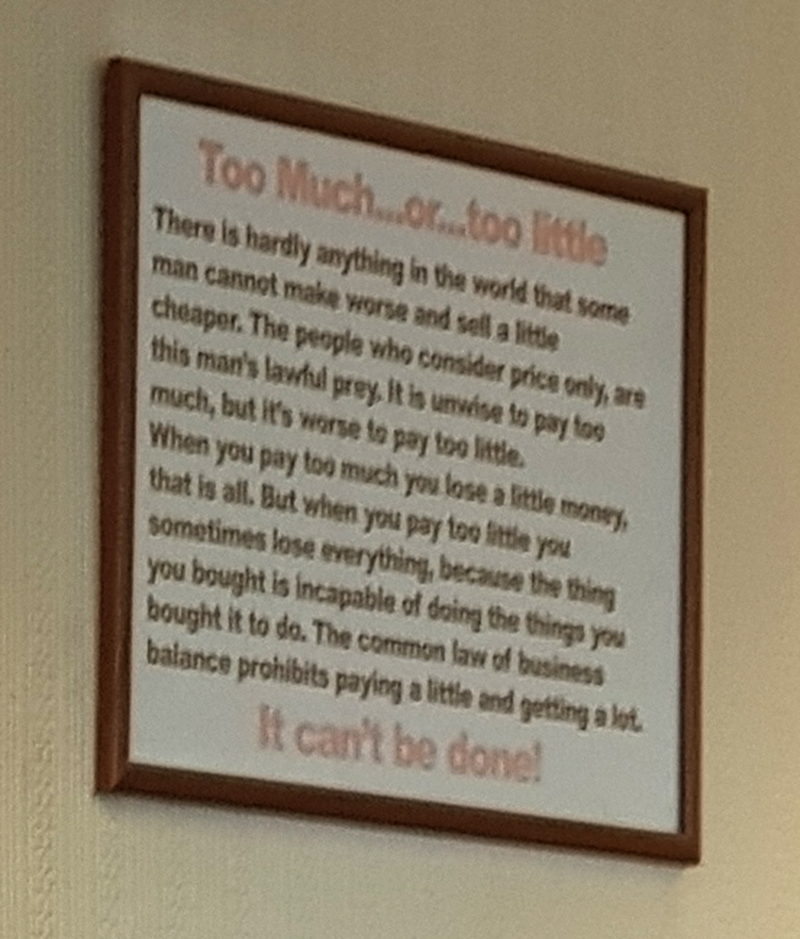 Too Much...or...too little
There is hardly anything in the world that some
man cannot make worse and sell a little
cheaper. The people who consider price only, are
this man's lawful prey. It is unwise to pay too
much, but it's worse to pay too little.
When you pay too much you lose a little money,
that is all. But when you pay too little you
sometimes lose everything, because the thing
you bought is incapable of doing the things you
bought it to do. The common law of business
balance prohibits paying a little and getting a lot.
It can't be done!